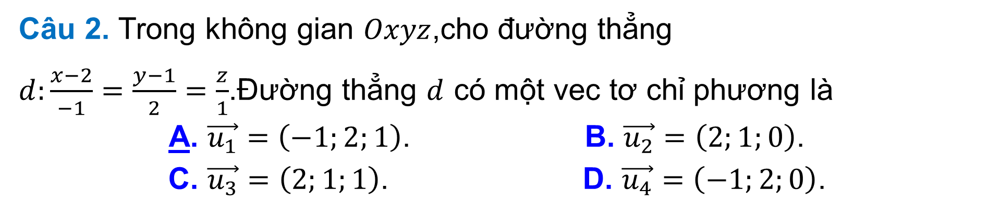 Câu 2. Trong không gian Oxyz,cho đường thẳng
d: \frac{x-2}{-1} = \frac{y-1}{2} = \frac{z}{1}.Đường thẳng d có một vec tơ chỉ phương là
A. \overrightarrow{u_1} = (−1; 2; 1). B. \overrightarrow{u_2} = (2; 1; 0).
C. \overrightarrow{u_3} = (2; 1; 1). D. \overrightarrow{u_4} = (−1; 2; 0).